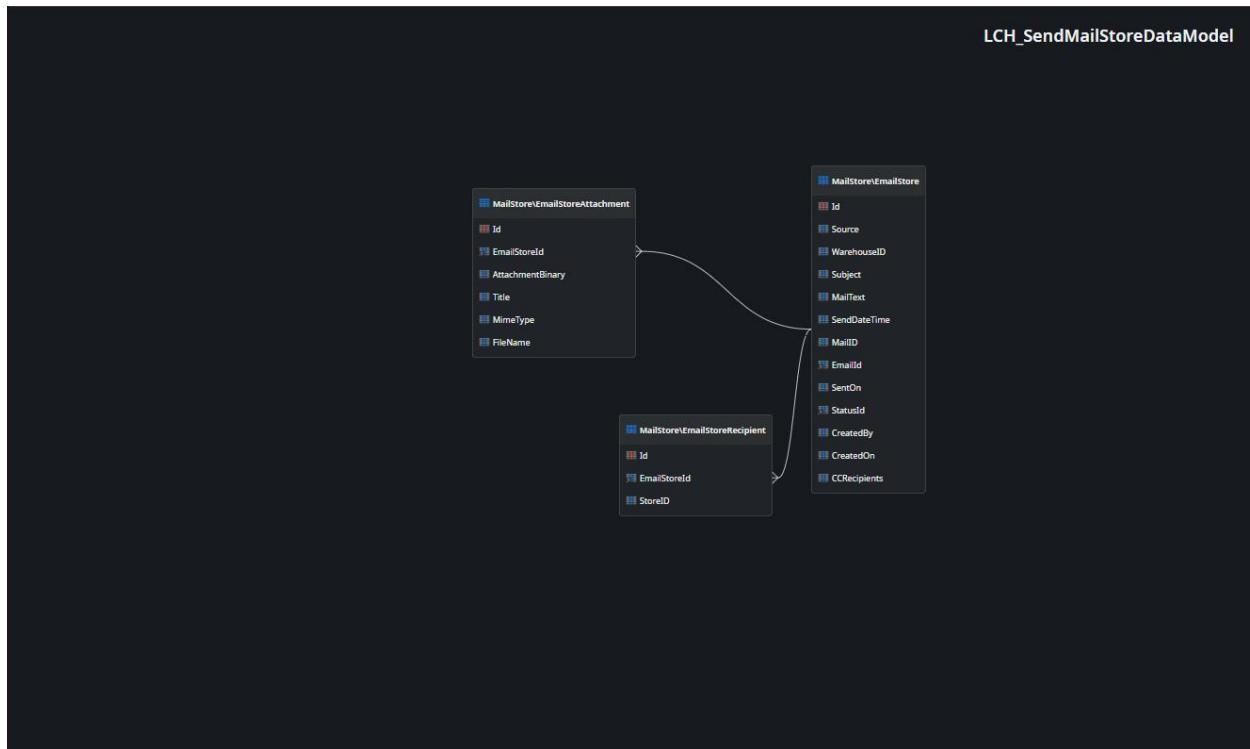 LCH_SendMailStoreDataModel
MailStore\EmailStoreAttachment
Id
EmailStoreId
AttachmentBinary
Title
MimeType
FileName
MailStore\EmailStore
Id
Source
WarehouseID
Subject
MailText
SendDateTime
MailID
EmailId
SentOn
StatusId
CreatedBy
CreatedOn
CCRecipients
MailStore\EmailStoreRecipient
Id
EmailStoreId
StoreID